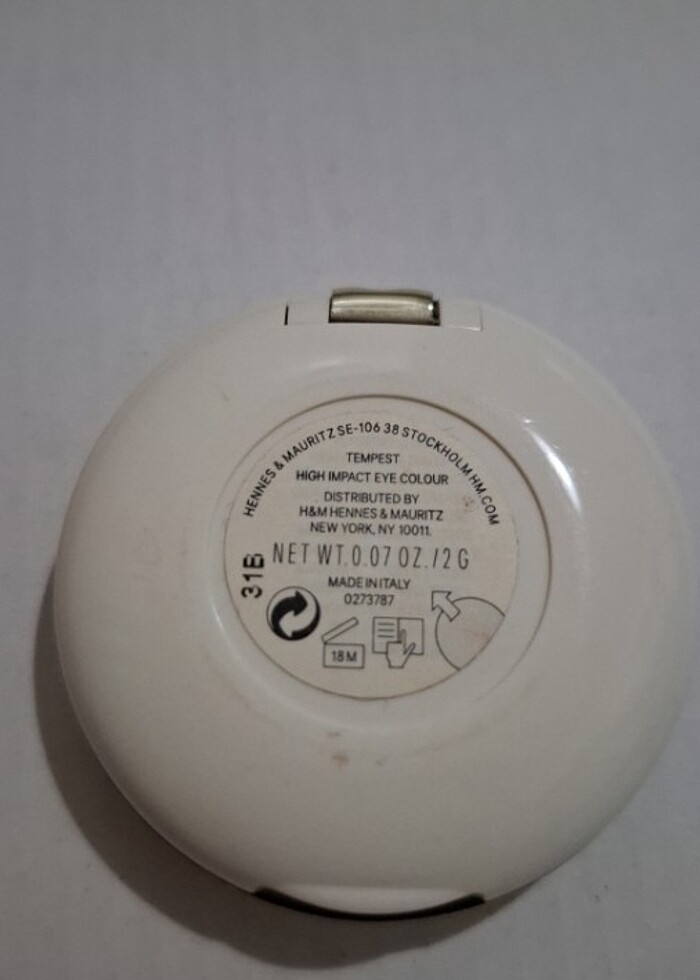 HENNES & MAURITZ SE-106 38 STOCKHOLM HM.COM
TEMPEST
HIGH IMPACT EYE COLOUR
DISTRIBUTED BY
H&M HENNES & MAURITZ
NEW YORK, NY 10011.
NET WT.0.07 OZ./2 G
31B
MADE IN ITALY
0273787
18M